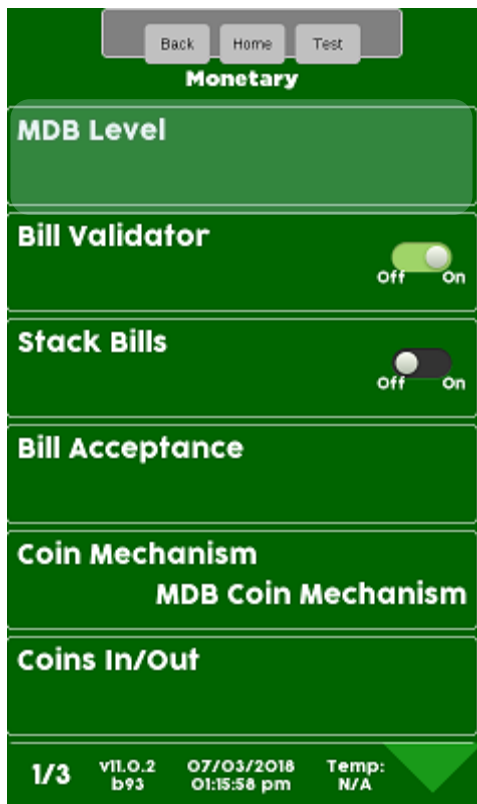 Back Home Test
Monetary
MDB Level
Bill Validator
Off On
Stack Bills
Off On
Bill Acceptance
Coin Mechanism
MDB Coin Mechanism
Coins In/Out
1/3 v11.0.2 07/03/2018 Temp:
b93 01:15:58 pm N/A